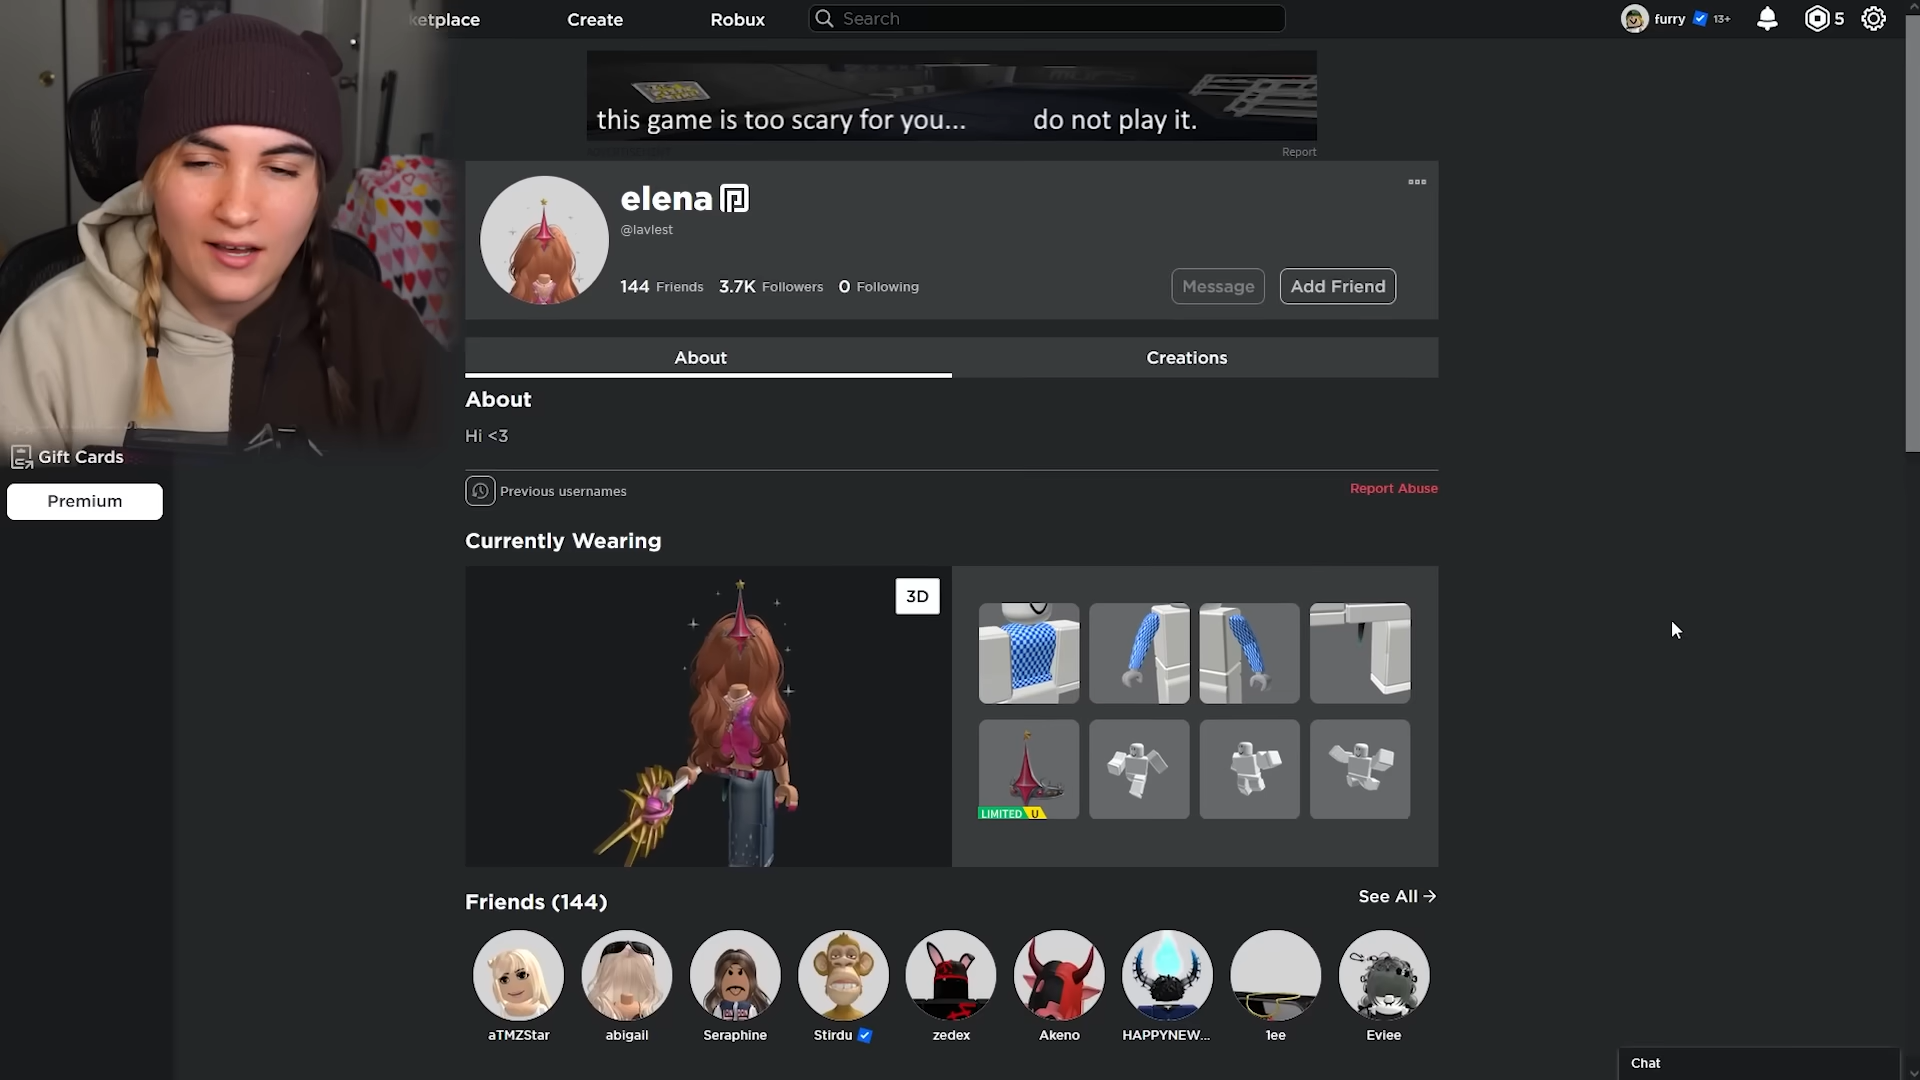 ketplace
Create
Robux
Search
furry 13+
5
this game is too scary for you... do not play it.
Report
elena
@lavlest
144 Friends 3.7K Followers 0 Following
Message
Add Friend
About
Creations
About
Hi <3
Previous usernames
Report Abuse
Gift Cards
Premium
Currently Wearing
3D
LIMITED U
Friends (144)
See All
aTMZStar
abigail
Seraphine
Stirdu
zedex
Akeno
HAPPYNEW...
Eviee
Chat